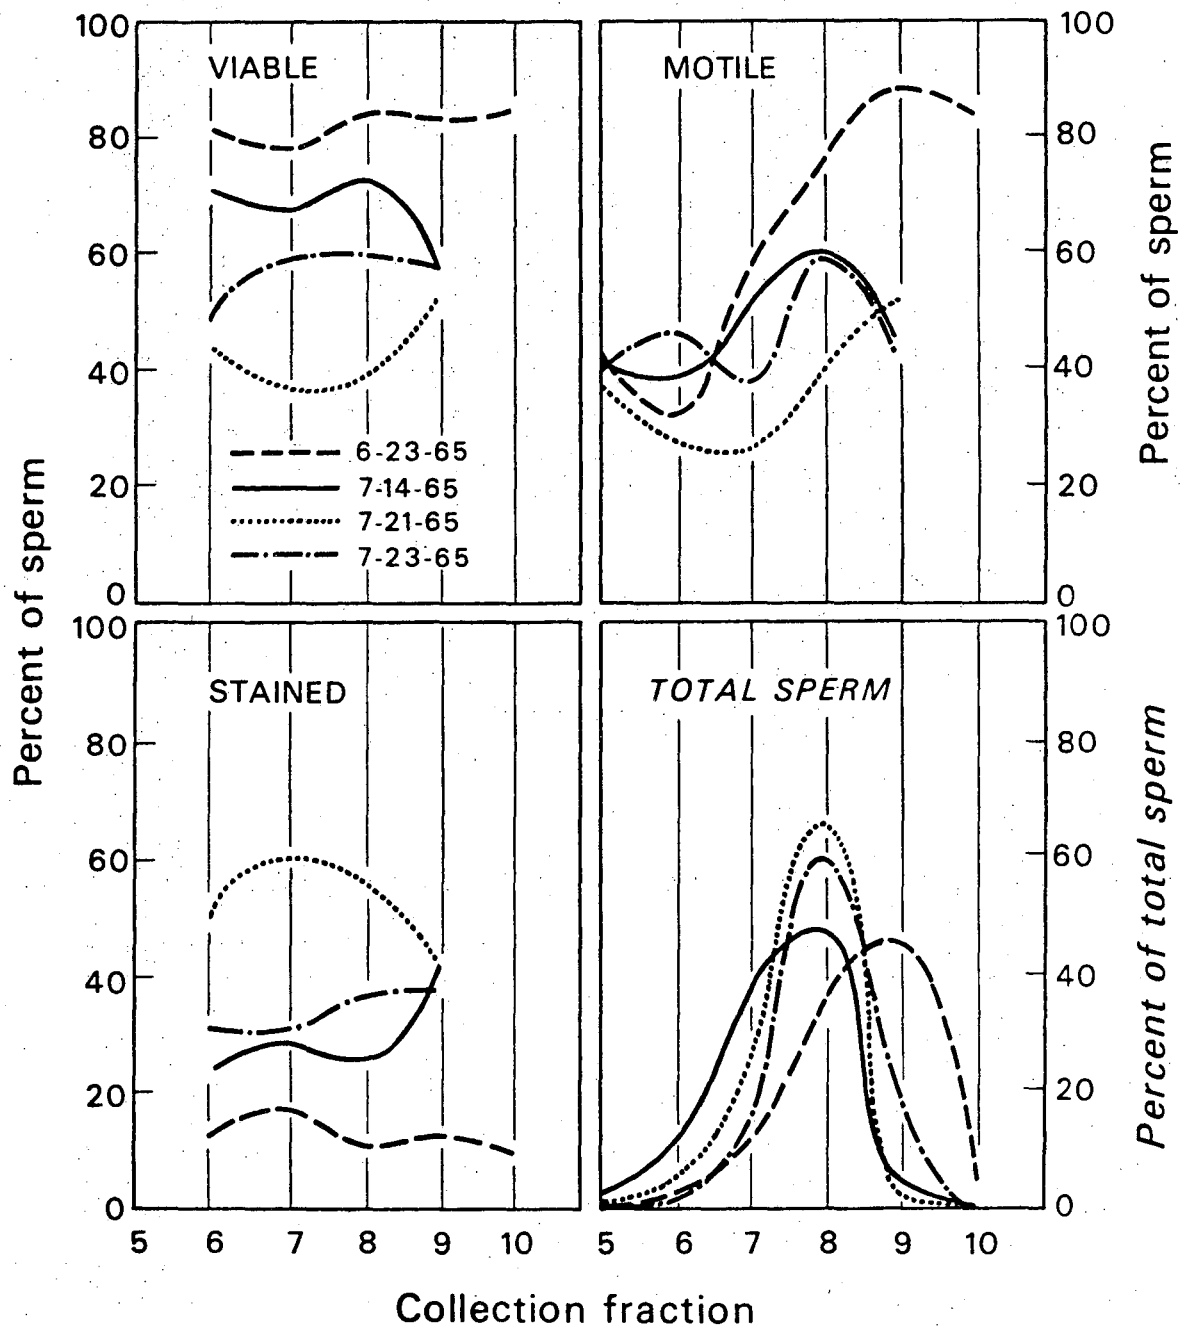 100
80
60
40
20
0
VIABLE
6-23-65
7-14-65
7-21-65
7-23-65
MOTILE
100
80
60
40
20
0
Percent of sperm
Percent of sperm
100
80
60
40
20
0
STAINED
5 6 7 8 9 10
TOTAL SPERM
100
80
60
40
20
0
Percent of total sperm
5 6 7 8 9 10
Collection fraction